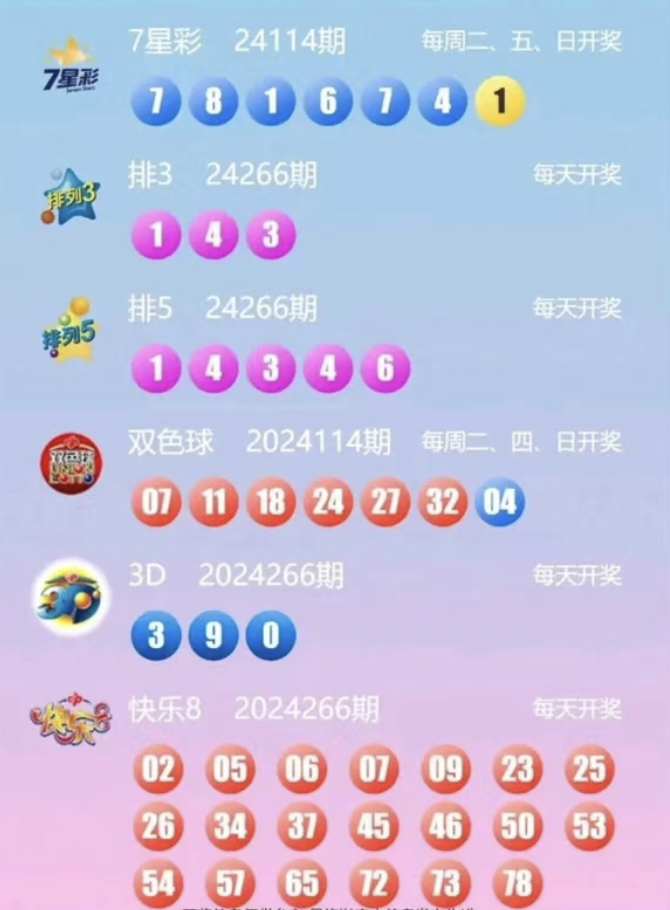 7星彩 24114期 每周二、五、日开奖
7星彩
7 8 1 6 7 4 1
排3 24266期 每天开奖
排列3
1 4 3
排5 24266期 每天开奖
排列5
1 4 3 4 6
双色球 2024114期 每周二、四、日开奖
双色球
07 11 18 24 27 32 04
3D 2024266期 每天开奖
3D
3 9 0
快乐8 2024266期 每天开奖
02 05 06 07 09 23 25
26 34 37 45 46 50 53
54 57 65 72 73 78